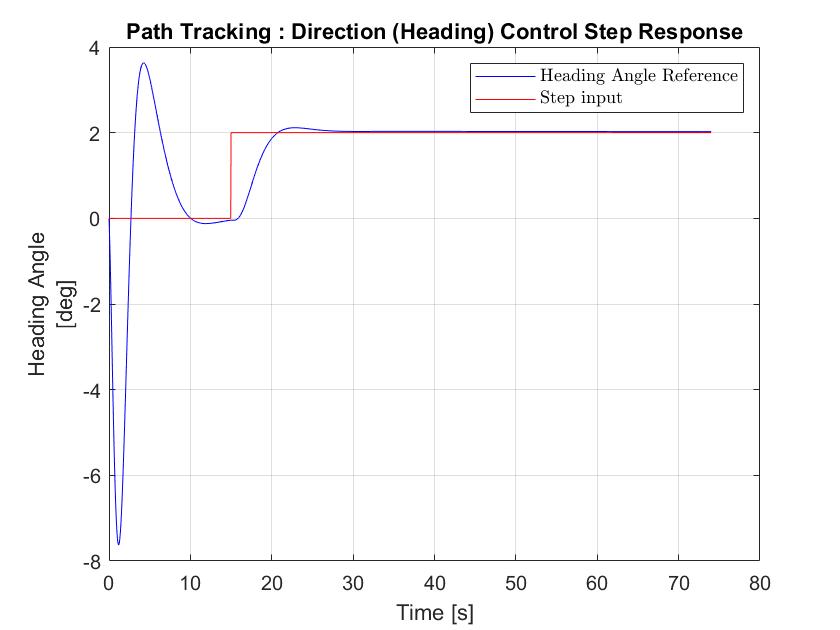 Path Tracking : Direction (Heading) Control Step Response
Heading Angle Reference
Step input
Heading Angle
[deg]
4
2
0
-2
-4
-6
-8
0 10 20 30 40 50 60 70 80
Time [s]